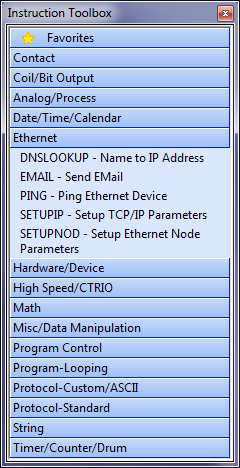 Instruction Toolbox
Favorites
Contact
Coil/Bit Output
Analog/Process
Date/Time/Calendar
Ethernet
DNSLOOKUP - Name to IP Address
EMAIL - Send EMail
PING - Ping Ethernet Device
SETUPIP - Setup TCP/IP Parameters
SETUPNOD - Setup Ethernet Node
Parameters
Hardware/Device
High Speed/CTRIO
Math
Misc/Data Manipulation
Program Control
Program-Looping
Protocol-Custom/ASCII
Protocol-Standard
String
Timer/Counter/Drum